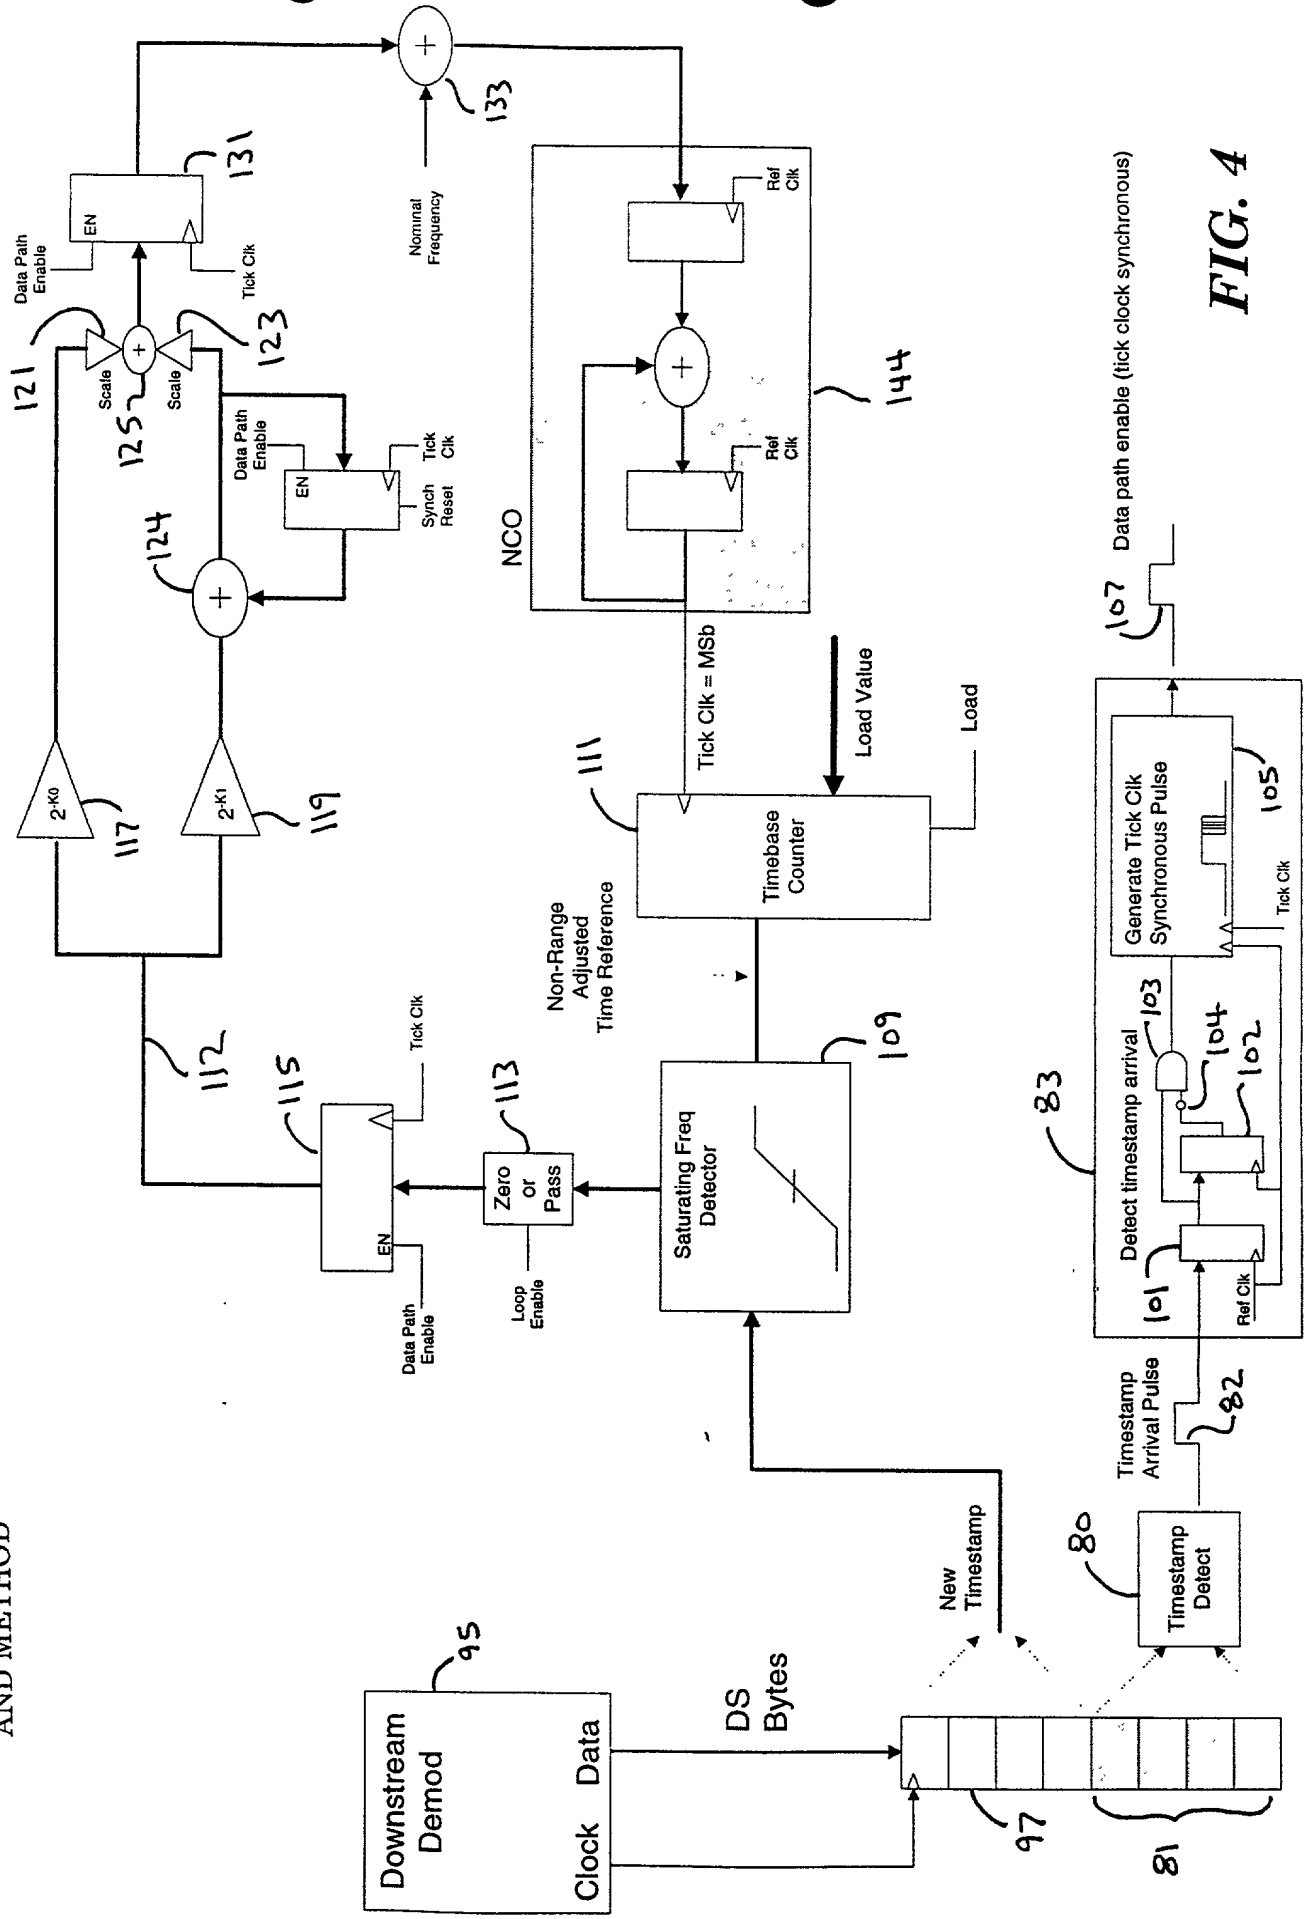 AND METHOD
Downstream
Demod
Clock Data
95
DS
Bytes
97
81
New
Timestamp
80
Timestamp
Detect
Timestamp
Arrival Pulse
82
83
Detect timestamp arrival
101
Ref Clk
102
104
103
Generate Tick Clk
Synchronous Pulse
105
Tick Clk
107
Data path enable (tick clock synchronous)
Saturating Freq
Detector
109
Non-Range
Adjusted
Time Reference
Timebase
Counter
111
Load Value
Load
Tick Clk = MSb
Loop
Enable
Zero
or
Pass
113
Data Path
Enable
EN
115
Tick Clk
112
2-K0
117
2-K1
119
124
EN
Data Path
Enable
Synch
Reset
Tick
Clk
121
Scale
125
+
Scale
123
Data Path
Enable
EN
Tick Clk
131
Nominal
Frequency
+
133
NCO
+
Ref
Clk
Ref
Clk
144
+
FIG. 4